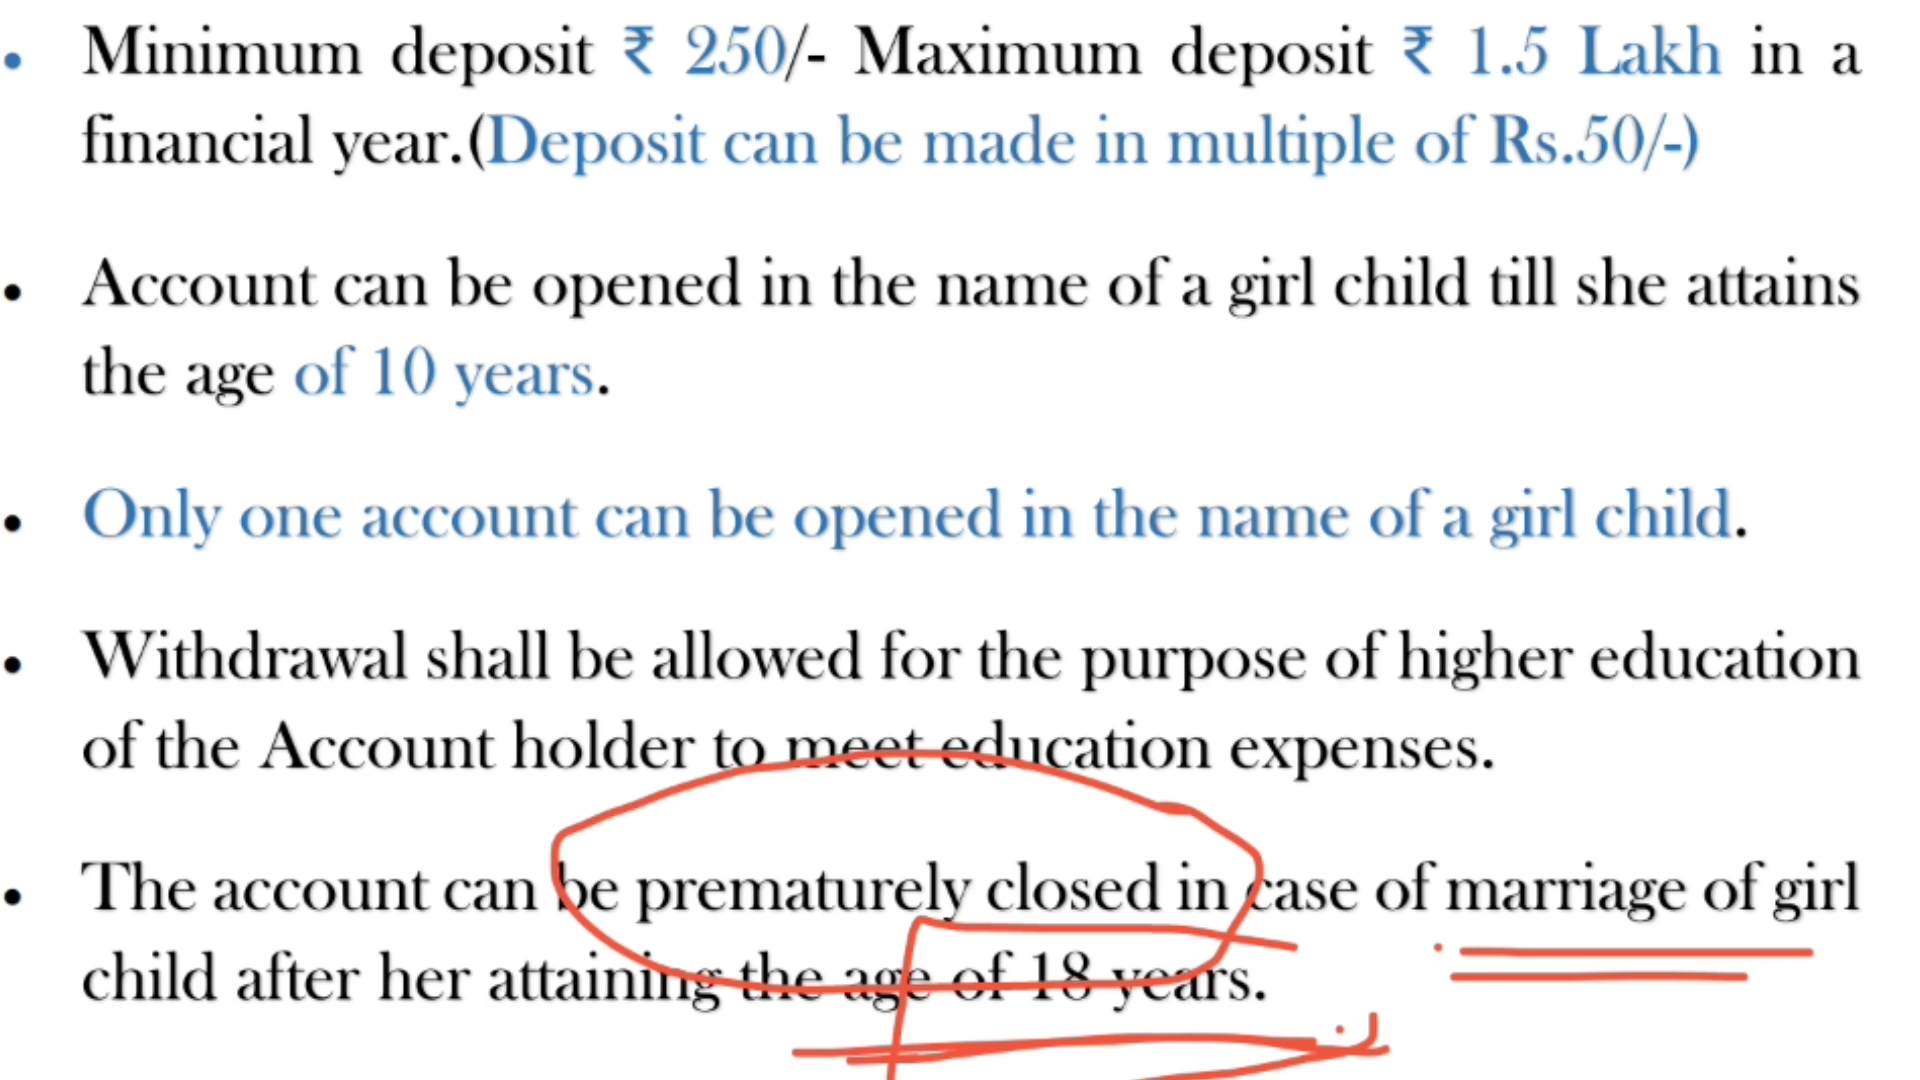 • Minimum deposit ₹ 250/- Maximum deposit ₹ 1.5 Lakh in a
financial year.(Deposit can be made in multiple of Rs.50/-)
• Account can be opened in the name of a girl child till she attains
the age of 10 years.
• Only one account can be opened in the name of a girl child.
• Withdrawal shall be allowed for the purpose of higher education
of the Account holder to meet education expenses.
• The account can be prematurely closed in case of marriage of girl
child after her attaining the age of 18 years.